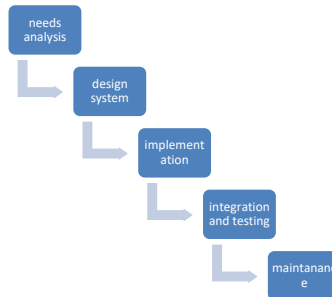 needs
analysis
design
system
implement
ation
integration
and testing
maintananc
e